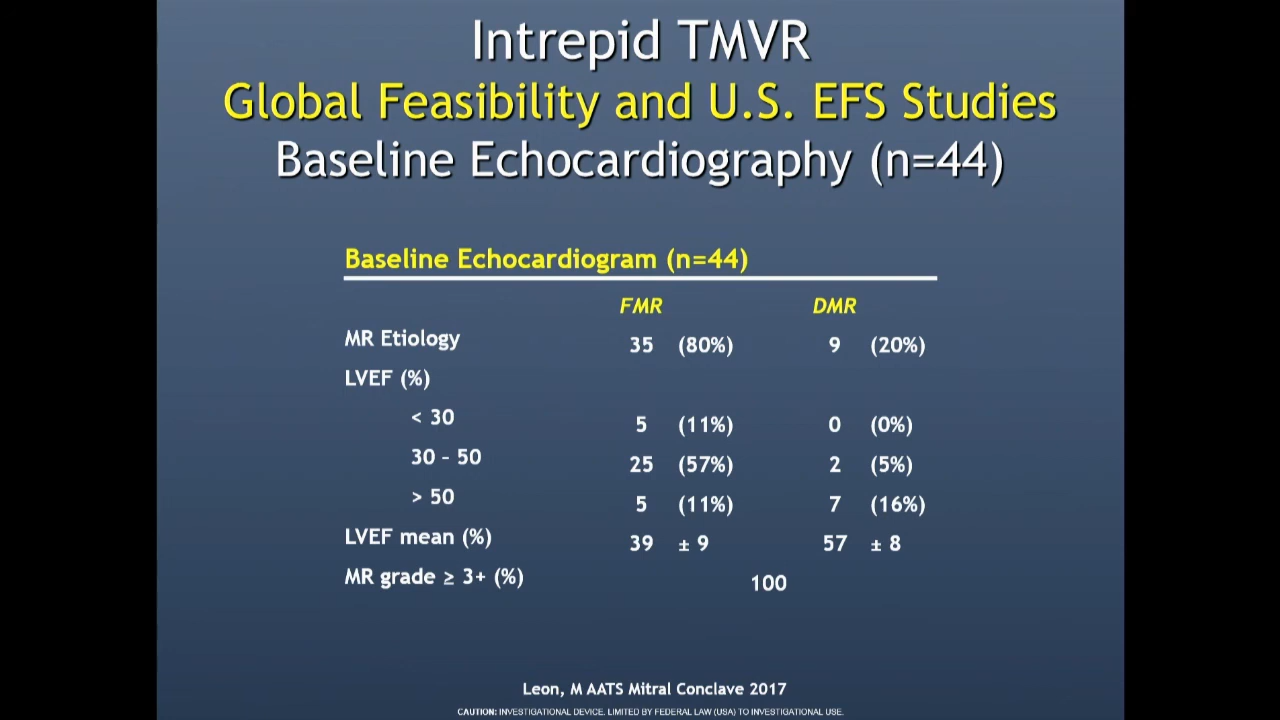 Intrepid TMVR
Global Feasibility and U.S. EFS Studies
Baseline Echocardiography (n=44)
Baseline Echocardiogram (n=44)
FMR DMR
MR Etiology 35 (80%) 9 (20%)
LVEF (%)
< 30 5 (11%) 0 (0%)
30 – 50 25 (57%) 2 (5%)
> 50 5 (11%) 7 (16%)
LVEF mean (%) 39 ± 9 57 ± 8
MR grade ≥ 3+ (%) 100
Leon, M AATS Mitral Conclave 2017
CAUTION: INVESTIGATIONAL DEVICE. LIMITED BY FEDERAL LAW (USA) TO INVESTIGATIONAL USE.